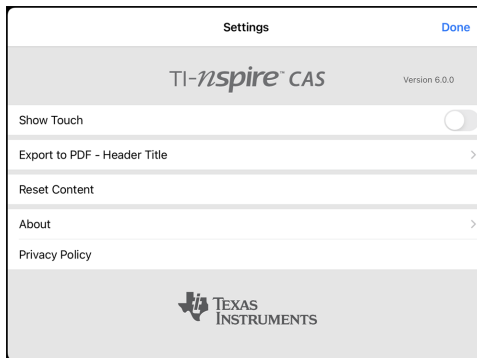 Settings
Done
TI-nspire™ CAS
Version 6.0.0
Show Touch
Export to PDF - Header Title
Reset Content
About
Privacy Policy
TEXAS
INSTRUMENTS